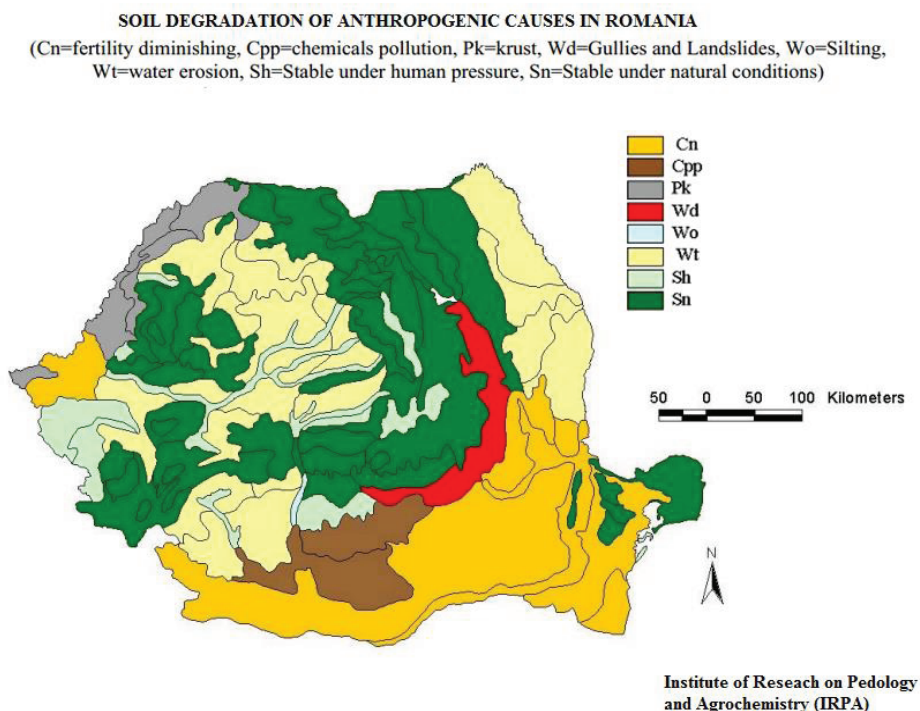 SOIL DEGRADATION OF ANTHROPOGENIC CAUSES IN ROMANIA
(Cn=fertility diminishing, Cpp=chemicals pollution, Pk=krust, Wd=Gullies and Landslides, Wo=Silting,
Wt=water erosion, Sh=Stable under human pressure, Sn=Stable under natural conditions)
Cn
Cpp
Pk
Wd
Wo
Wt
Sh
Sn
50 0 50 100 Kilometers
N
Institute of Reseach on Pedology
and Agrochemistry (IRPA)